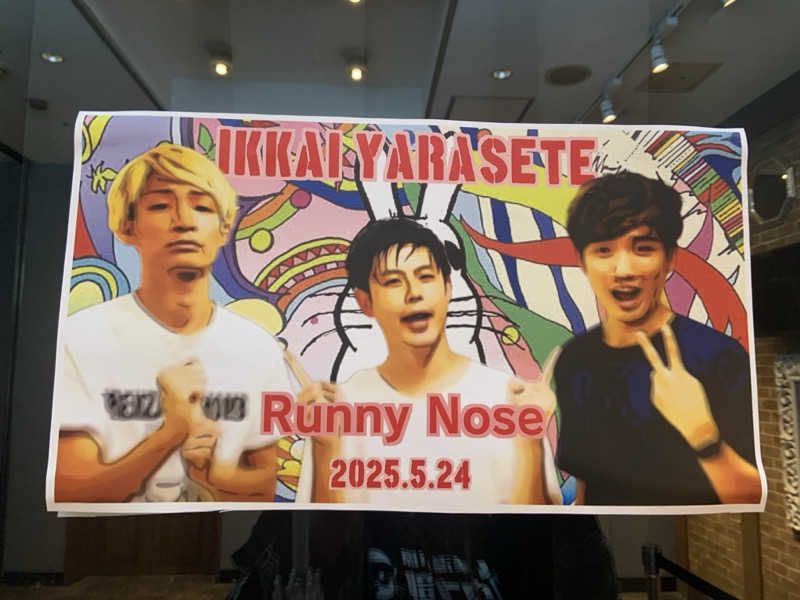 IKKAI YARASETE
Runny Nose
2025.5.24